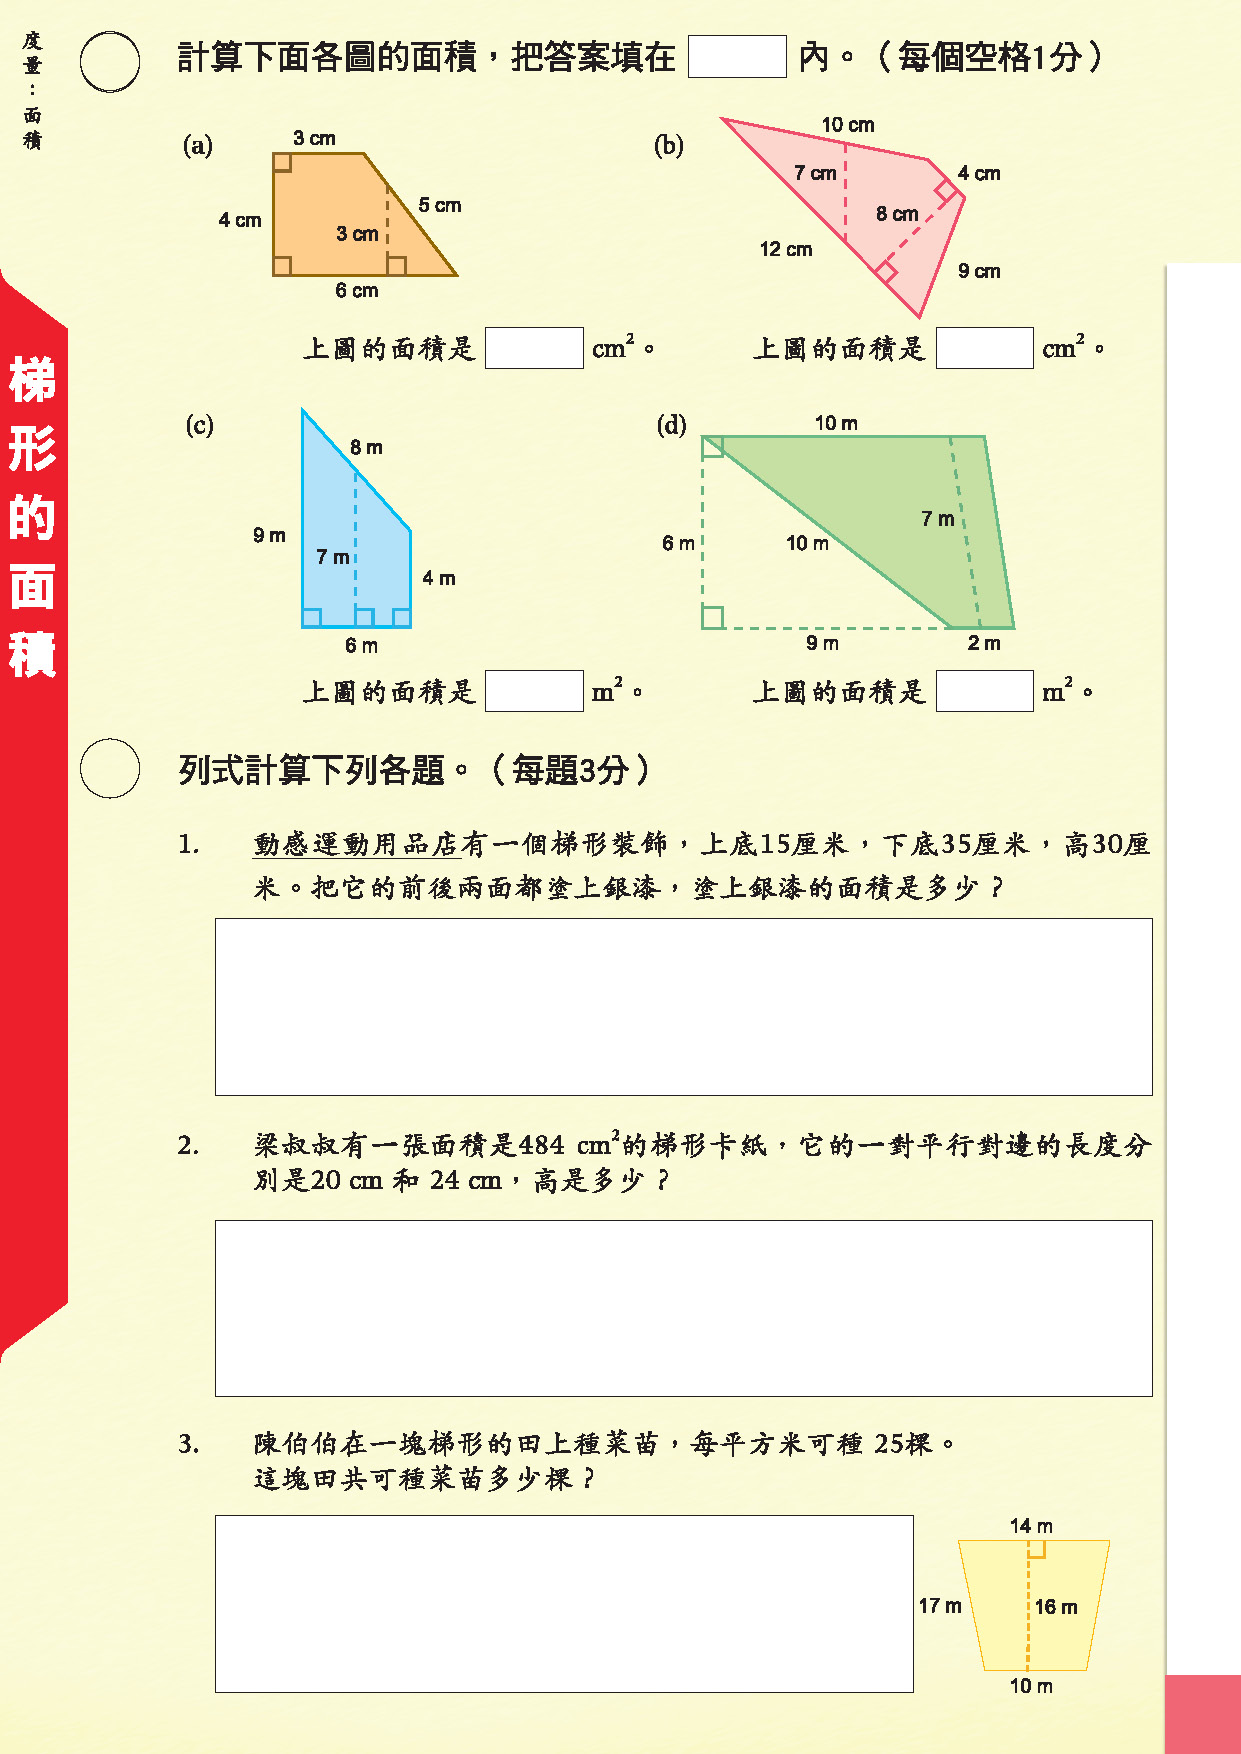 度量：面積
計算下面各圖的面積，把答案填在 內。（每個空格1分）
(a)
3 cm
4 cm
5 cm
3 cm
6 cm
上圖的面積是 cm²。
(b)
10 cm
7 cm
4 cm
8 cm
12 cm
9 cm
上圖的面積是 cm²。
梯形的面積
(c)
8 m
9 m
7 m
4 m
6 m
上圖的面積是 m²。
(d)
10 m
7 m
6 m
10 m
9 m
2 m
上圖的面積是 m²。
列式計算下列各題。（每題3分）
1. 動感運動用品店有一個梯形裝飾，上底15厘米，下底35厘米，高30厘
米。把它的前後兩面都塗上銀漆，塗上銀漆的面積是多少？
2. 梁叔叔有一張面積是484 cm²的梯形卡紙，它的一對平行對邊的長度分
別是20 cm 和 24 cm，高是多少？
3. 陳伯伯在一塊梯形的田上種菜苗，每平方米可種 25棵。
這塊田共可種菜苗多少棵？
14 m
17 m
16 m
10 m